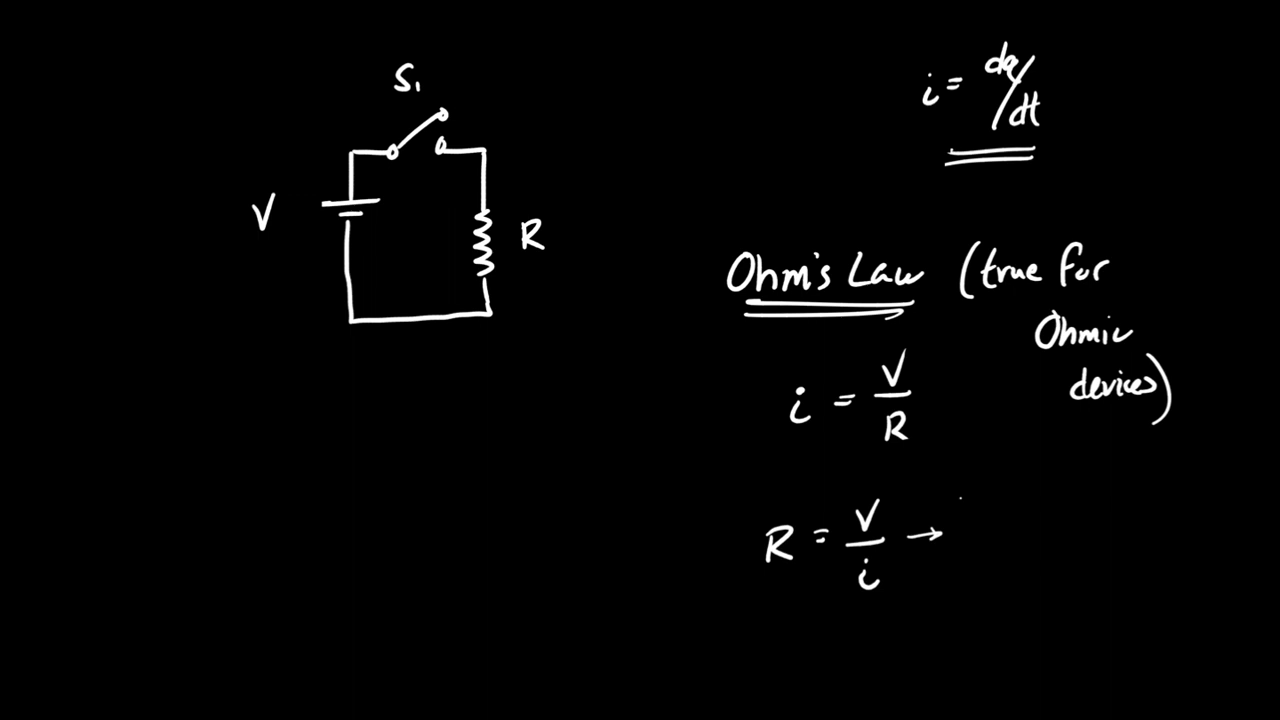 S₁
V
R
i = dq/dt
Ohm's Law (true for
Ohmic
devices)
i = V/R
R = V/i →